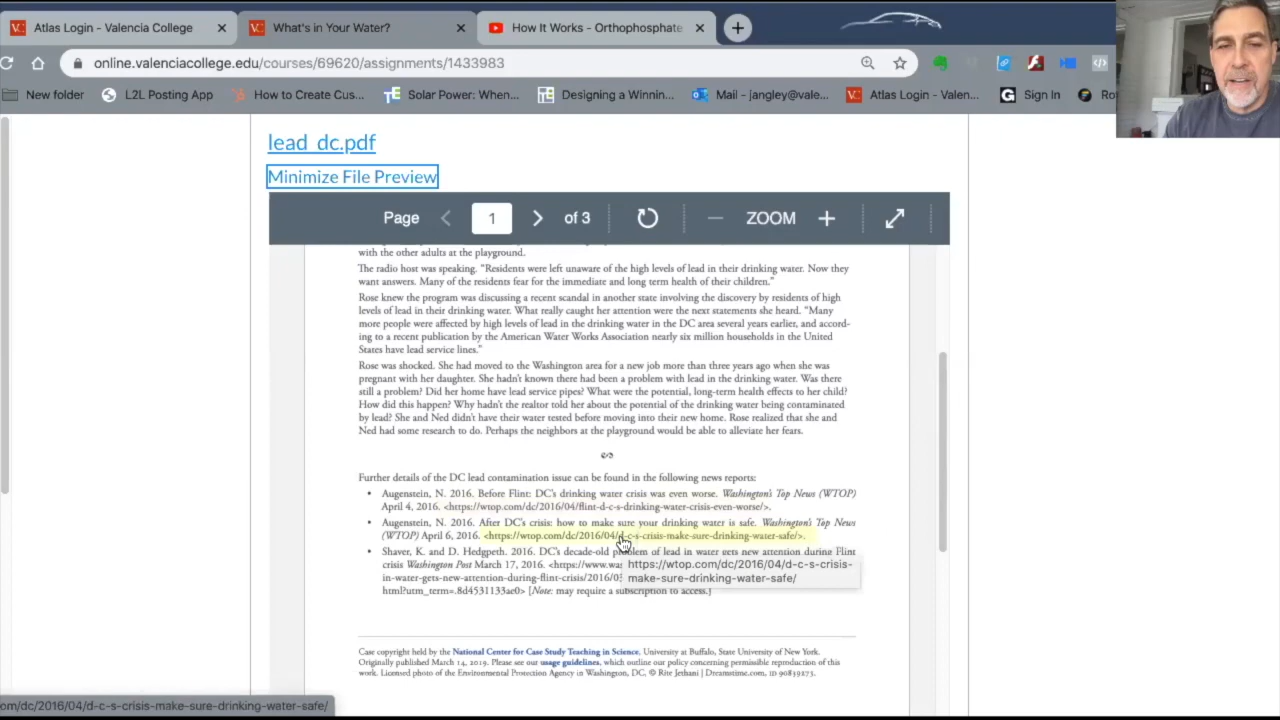 Atlas Login - Valencia College
What's in Your Water?
How It Works - Orthophosphate
online.valenciacollege.edu/courses/69620/assignments/1433983
New folder
L2L Posting App
How to Create Cus...
Solar Power: When...
Designing a Winnin...
Mail - jangley@vale...
Atlas Login - Valen...
Sign In
lead_dc.pdf
Minimize File Preview
Page 1 of 3 ZOOM
with the other adults at the playground.
The radio host was speaking. “Residents were left unaware of the high levels of lead in their drinking water. Now they
want answers. Many of the residents fear for the immediate and long term health of their children.”
Rose knew the program was discussing a recent scandal in another state involving the discovery by residents of high
levels of lead in their drinking water. What really caught her attention were the next statements she heard. “Many
more people were affected by high levels of lead in the drinking water in the DC area several years earlier, and accord-
ing to a recent publication by the American Water Works Association nearly six million households in the United
States have lead service lines.”
Rose was shocked. She had moved to the Washington area for a new job more than three years ago when she was
pregnant with her daughter. She hadn’t known there had been a problem with lead in the drinking water. Was there
still a problem? Did her home have lead service pipes? What were the potential, long-term health effects to her child?
How did this happen? Why hadn’t the realtor told her about the potential of the drinking water being contaminated
by lead? She and Ned didn’t have their water tested before moving into their new home. Rose realized that she and
Ned had some research to do. Perhaps the neighbors at the playground would be able to alleviate her fears.
Further details of the DC lead contamination issue can be found in the following news reports:
• Augenstein, N. 2016. Before Flint: DC’s drinking water crisis was even worse. Washington’s Top News (WTOP)
April 4, 2016. <https://wtop.com/dc/2016/04/flint-d-c-s-drinking-water-crisis-even-worse/>.
• Augenstein, N. 2016. After DC’s crisis: how to make sure your drinking water is safe. Washington’s Top News
(WTOP) April 6, 2016. <https://wtop.com/dc/2016/04/d-c-s-crisis-make-sure-drinking-water-safe/>.
• Shaver, K. and D. Hedgpeth. 2016. DC’s decade-old problem of lead in water gets new attention during Flint
crisis Washington Post March 17, 2016. <https://www.was
in-water-gets-new-attention-during-flint-crisis/2016/03
html?utm_term=.8d4531133ae0> [Note: may require a subscription to access.]
https://wtop.com/dc/2016/04/d-c-s-crisis-
make-sure-drinking-water-safe/
Case copyright held by the National Center for Case Study Teaching in Science, University at Buffalo, State University of New York.
Originally published March 14, 2019. Please see our usage guidelines, which outline our policy concerning permissible reproduction of this
work. Licensed photo of the Environmental Protection Agency in Washington, DC, © Rite Jethani | Dreamstime.com, ID 90839273.
om/dc/2016/04/d-c-s-crisis-make-sure-drinking-water-safe/